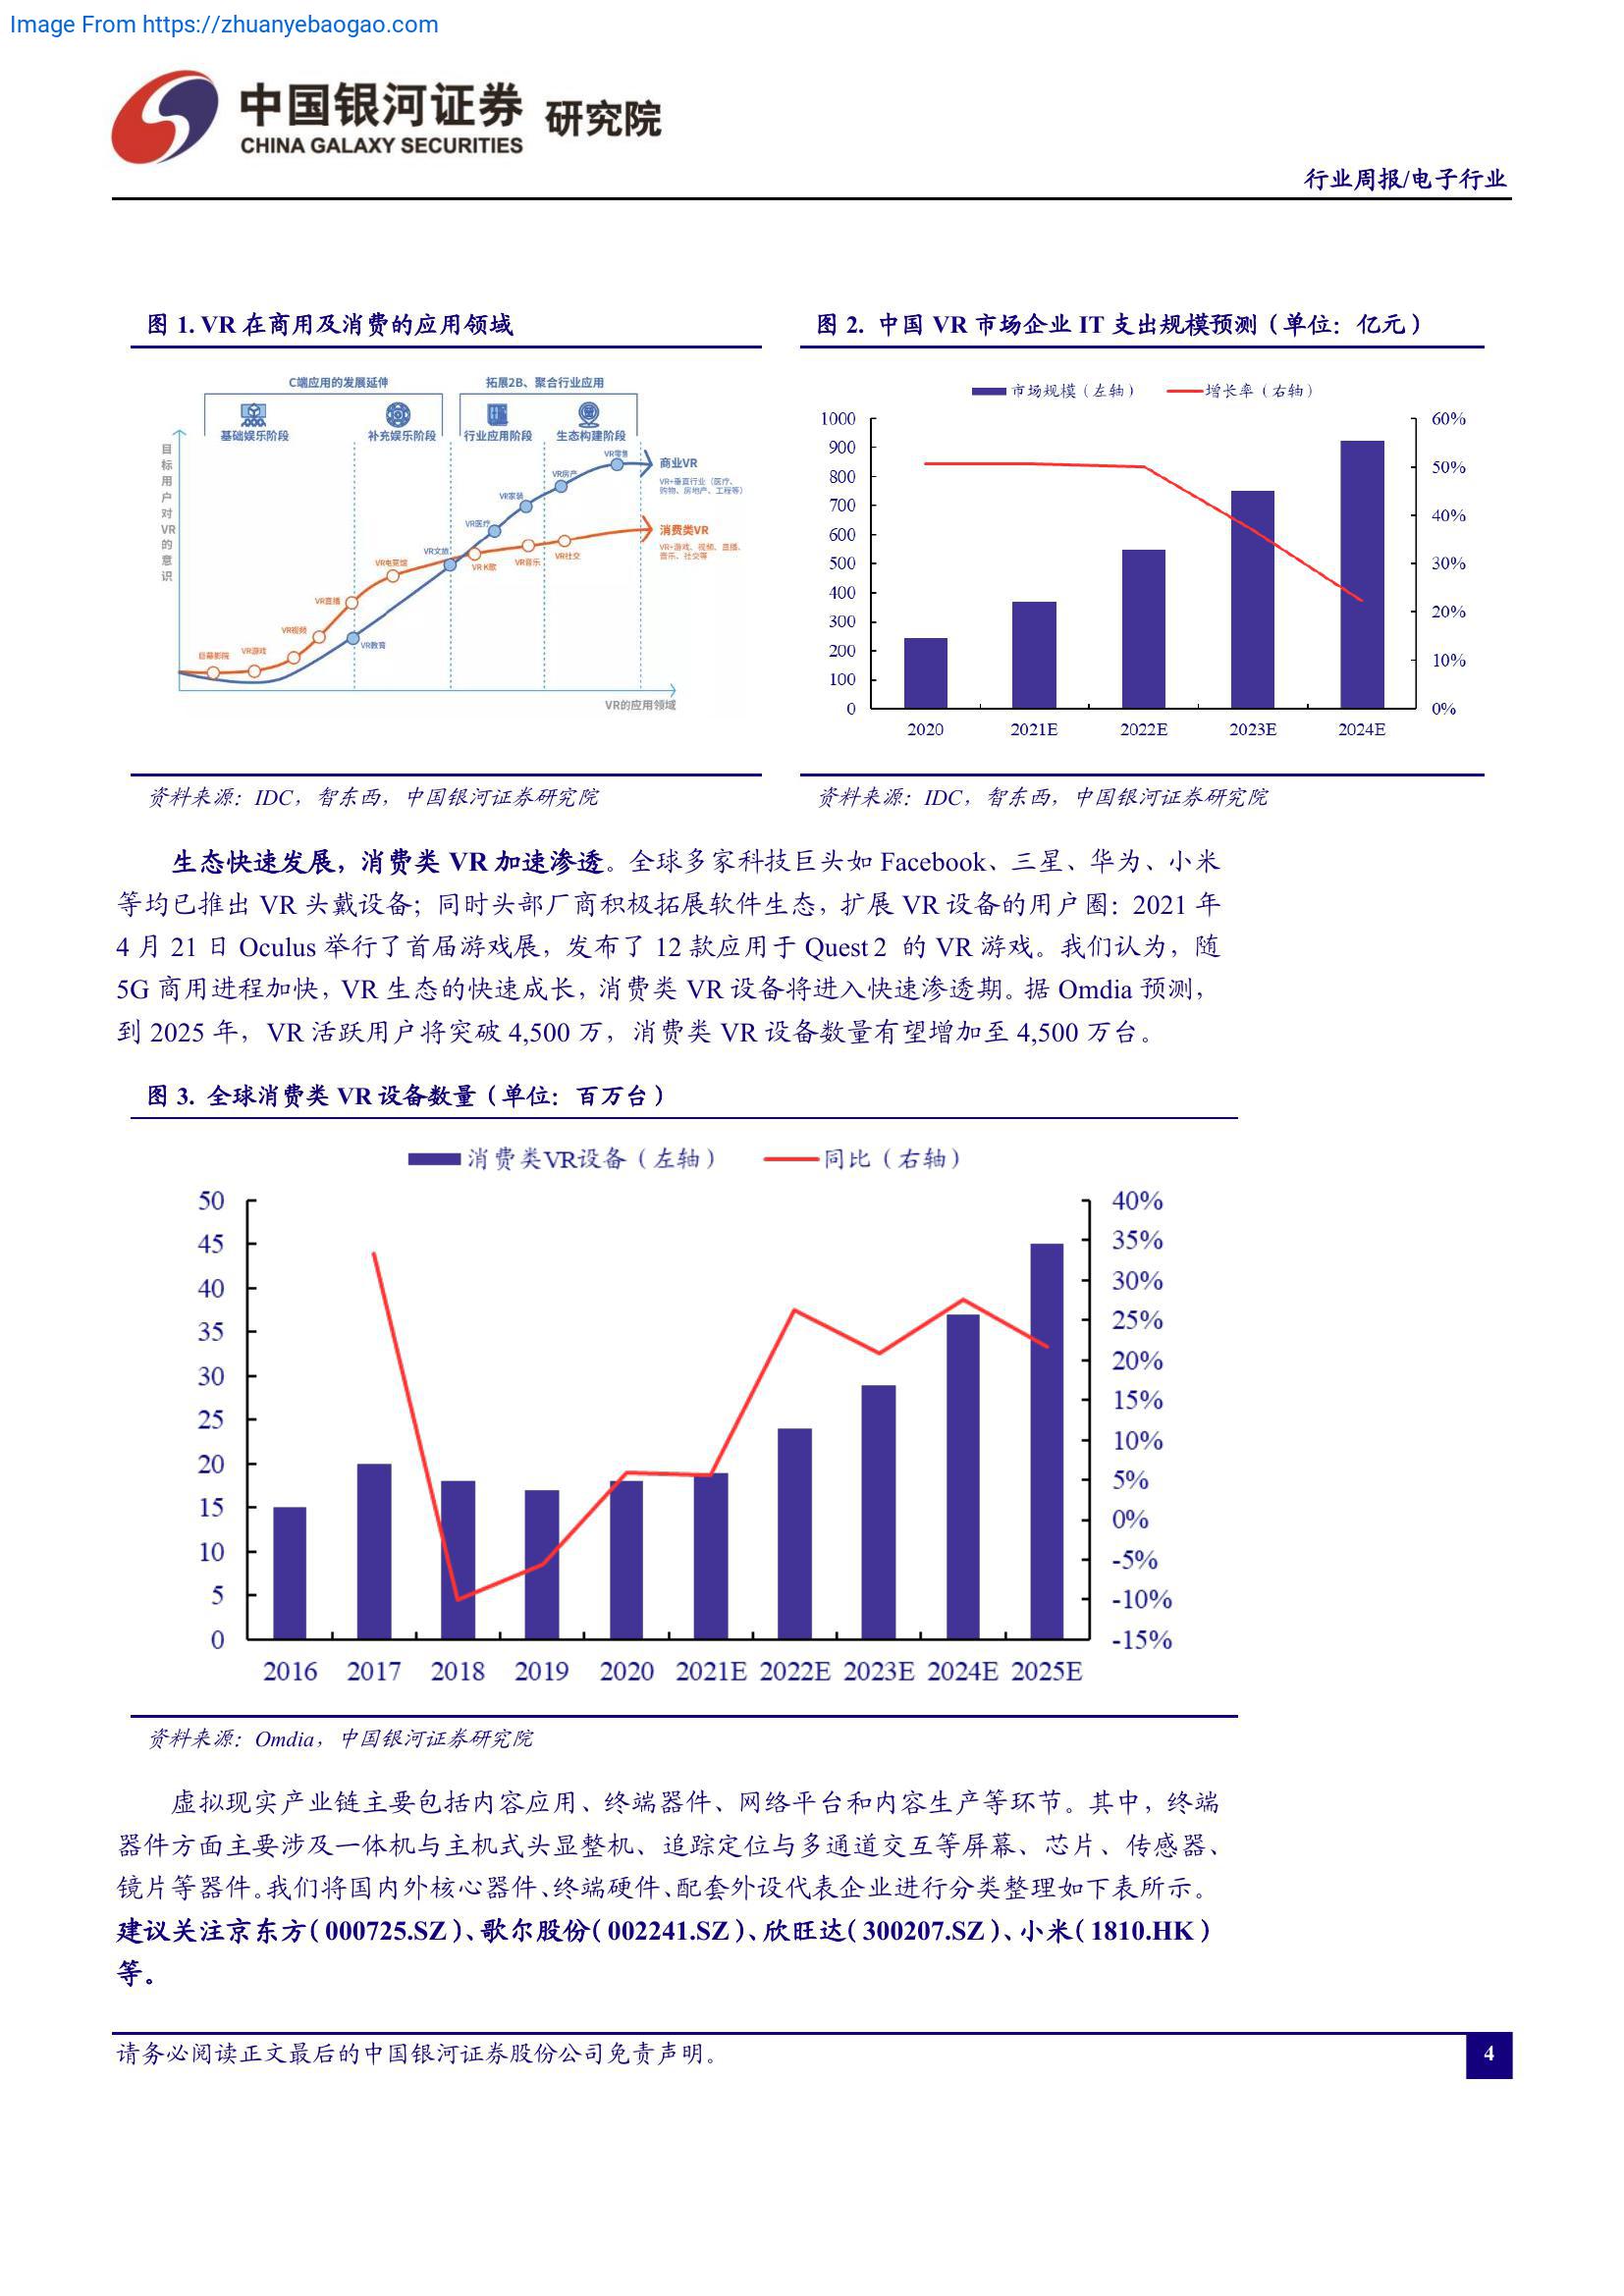 Image From https://zhuanyebaogao.com
中国银河证券 研究院
CHINA GALAXY SECURITIES
行业周报/电子行业
图 1. VR 在商用及消费的应用领域
C端应用的发展延伸
拓展2B、聚合行业应用
基础娱乐阶段
补充娱乐阶段
行业应用阶段
生态构建阶段
目标用户对VR的意识
VR零售
商业VR
VR+垂直行业（医疗、
购物、房地产、工程等）
VR房产
VR家装
VR医疗
消费类VR
VR+游戏、视频、直播、
音乐、社交等
VR文旅
VR电竞馆
VR K歌
VR音乐
VR社交
VR直播
VR视频
VR教育
巨幕影院
VR游戏
VR的应用领域
资料来源：IDC，智东西，中国银河证券研究院
图 2. 中国 VR 市场企业 IT 支出规模预测（单位：亿元）
市场规模（左轴）
增长率（右轴）
1000
900
800
700
600
500
400
300
200
100
0
60%
50%
40%
30%
20%
10%
0%
2020 2021E 2022E 2023E 2024E
资料来源：IDC，智东西，中国银河证券研究院
生态快速发展，消费类 VR 加速渗透。全球多家科技巨头如 Facebook、三星、华为、小米
等均已推出 VR 头戴设备；同时头部厂商积极拓展软件生态，扩展 VR 设备的用户圈：2021 年
4 月 21 日 Oculus 举行了首届游戏展，发布了 12 款应用于 Quest 2 的 VR 游戏。我们认为，随
5G 商用进程加快，VR 生态的快速成长，消费类 VR 设备将进入快速渗透期。据 Omdia 预测，
到 2025 年，VR 活跃用户将突破 4,500 万，消费类 VR 设备数量有望增加至 4,500 万台。
图 3. 全球消费类 VR 设备数量（单位：百万台）
消费类VR设备（左轴）
同比（右轴）
50
45
40
35
30
25
20
15
10
5
0
40%
35%
30%
25%
20%
15%
10%
5%
0%
-5%
-10%
-15%
2016 2017 2018 2019 2020 2021E 2022E 2023E 2024E 2025E
资料来源：Omdia，中国银河证券研究院
虚拟现实产业链主要包括内容应用、终端器件、网络平台和内容生产等环节。其中，终端
器件方面主要涉及一体机与主机式头显整机、追踪定位与多通道交互等屏幕、芯片、传感器、
镜片等器件。我们将国内外核心器件、终端硬件、配套外设代表企业进行分类整理如下表所示。
建议关注京东方（000725.SZ）、歌尔股份（002241.SZ）、欣旺达（300207.SZ）、小米（1810.HK）
等。
请务必阅读正文最后的中国银河证券股份公司免责声明。
4